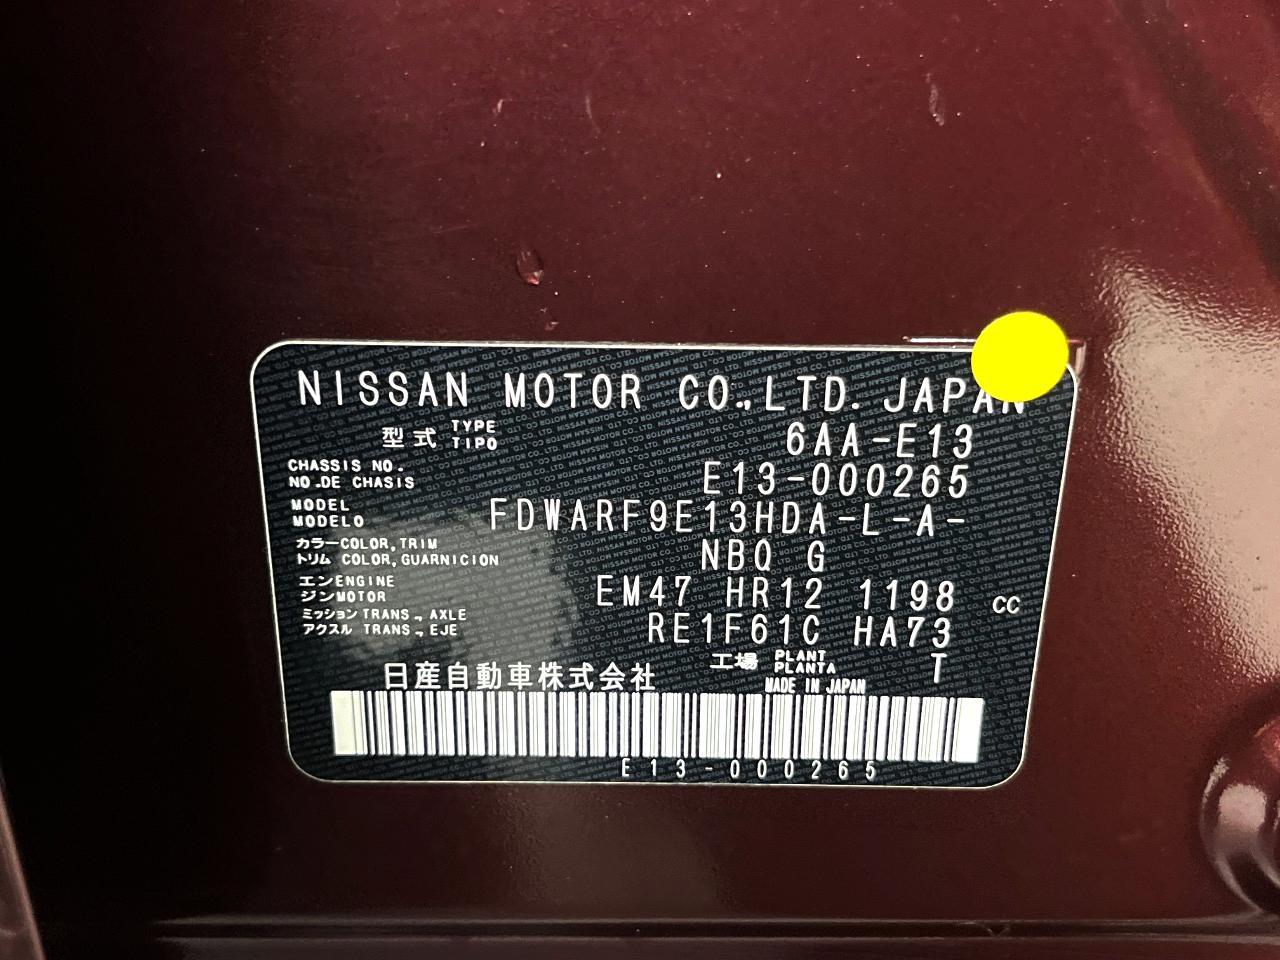 NISSAN MOTOR CO.,LTD. JAPAN
型式 TYPE TIPO 6AA-E13
CHASSIS NO. NO.DE CHASIS E13-000265
MODEL MODELO FDWARF9E13HDA-L-A-
カラー COLOR,TRIM トリム COLOR,GUARNICION NBQ G
エンジン ENGINE MOTOR EM47 HR12 1198 CC
ミッション TRANS., AXLE アクスル TRANS., EJE RE1F61C HA73
工場 PLANT PLANTA T
日産自動車株式会社 MADE IN JAPAN
E13-000265